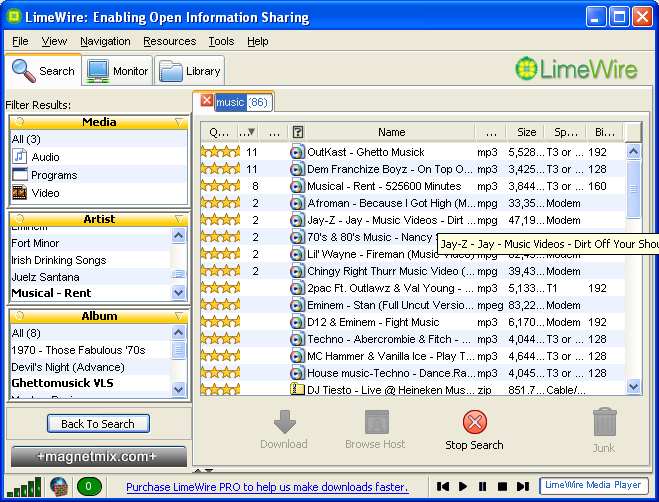 LimeWire: Enabling Open Information Sharing
File View Navigation Resources Tools Help
Search Monitor Library LimeWire
Filter Results:
music (86)
Media
All (3)
Audio
Programs
Video
Artist
Eminem
Fort Minor
Irish Drinking Songs
Juelz Santana
Musical - Rent
Album
All (8)
1970 - Those Fabulous '70s
Devil's Night (Advance)
Ghettomusick VLS
Back To Search
+magnetmix.com+
Q... ... ... ? Name ... Size Sp... Bi...
11 OutKast - Ghetto Musick mp3 5,528... T3 or ... 192
11 Dem Franchize Boyz - On Top O... mp3 3,425... T3 or ... 128
8 Musical - Rent - 525600 Minutes mp3 3,844... T3 or ... 160
2 Afroman - Because I Got High (M... mpg 33,2... Modem
2 Jay-Z - Jay - Music Videos - Dirt ... mpg 47,19... Modem
2 70's & 80's Music - Nancy
Jay-Z - Jay - Music Videos - Dirt Off Your Shou
2 Lil' Wayne - Fireman (Music Vide... mpg Modem
2 Chingy Right Thurr Music Video (... mpg 39,43... Modem
2pac Ft. Outlawz & Val Young - ... mp3 5,133... T1 192
Eminem - Stan (Full Uncut Versio... mpeg 83,22... Modem
D12 & Eminem - Fight Music mp3 6,170... Modem 192
Techno - Abercrombie & Fitch - ... mp3 4,044... T3 or ... 128
MC Hammer & Vanilla Ice - Play T... mp3 4,644... T3 or ... 128
House music-Techno - Dance.Ra... mp3 4,045... T3 or ... 128
DJ Tiesto - Live @ Heineken Mus... zip 851.7... Cable/...
Download Browse Host Stop Search Junk
0 Purchase LimeWire PRO to help us make downloads faster. LimeWire Media Player